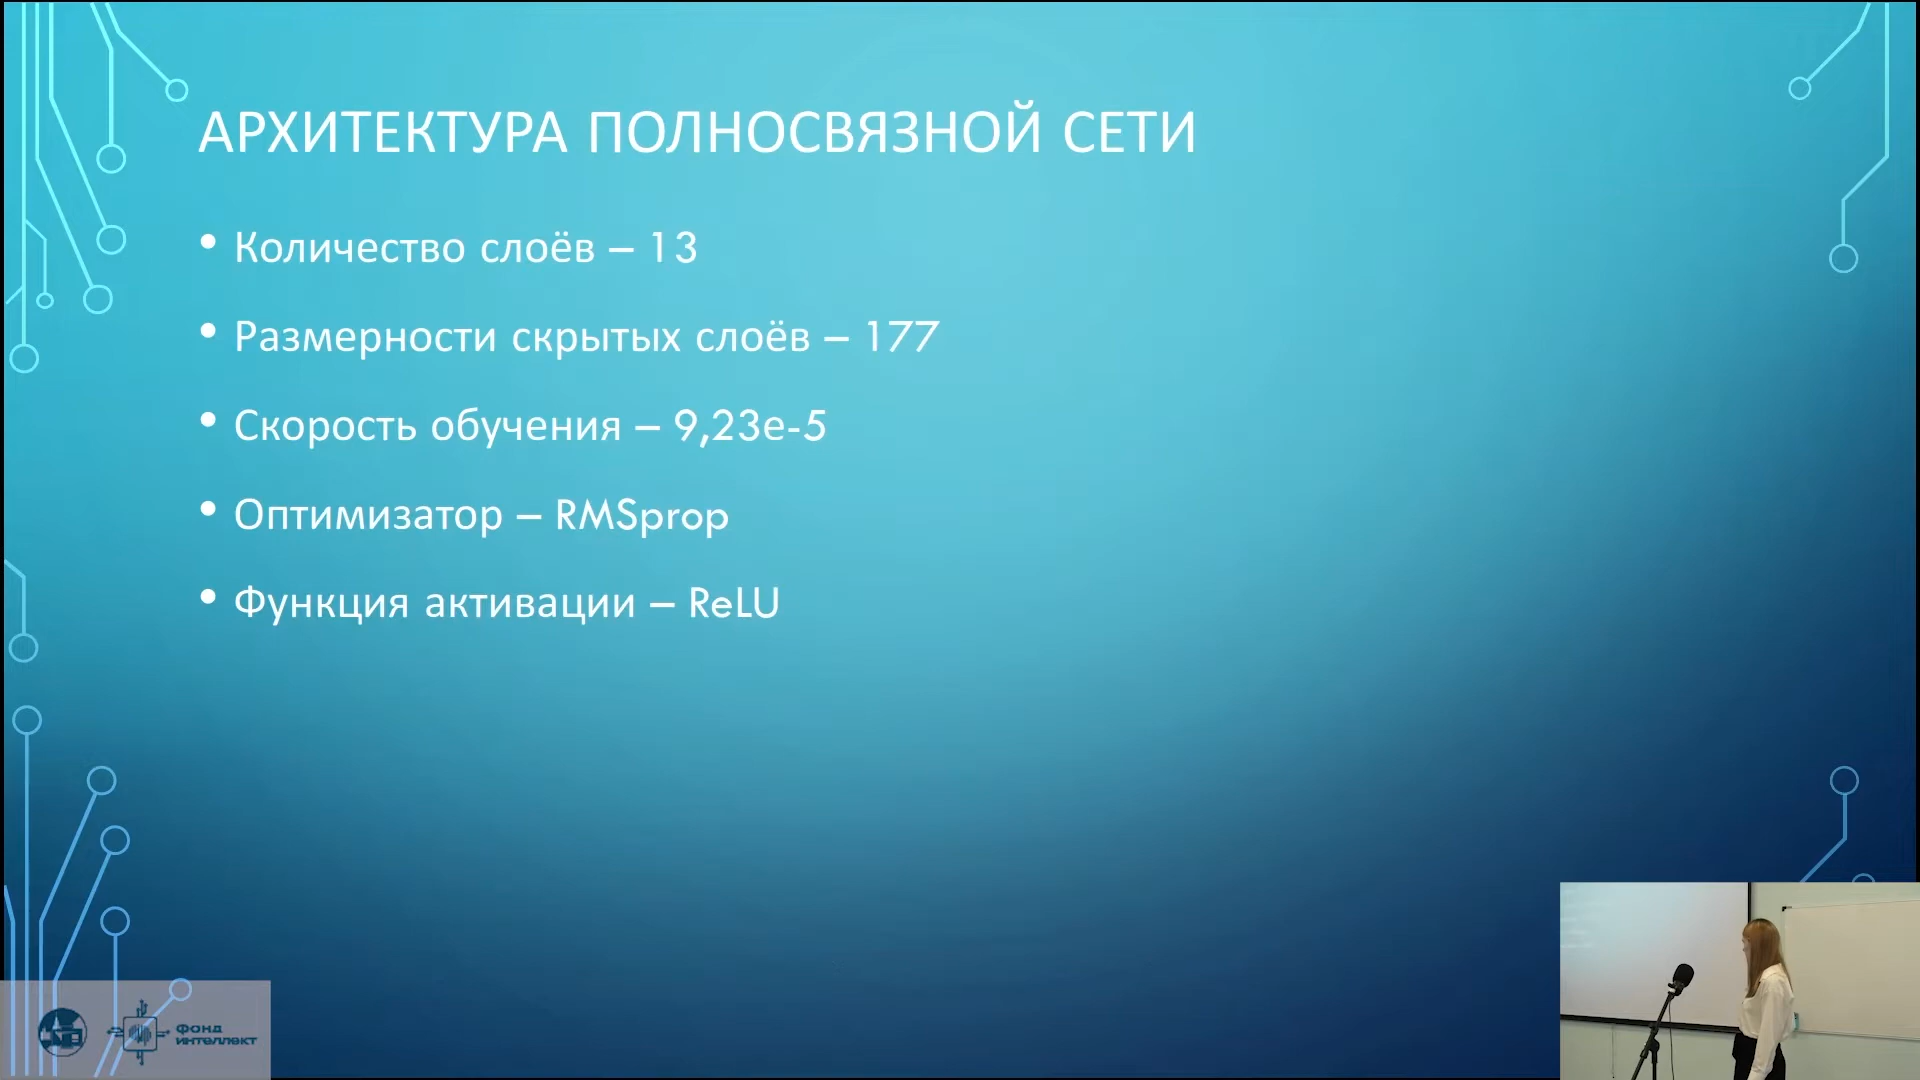 АРХИТЕКТУРА ПОЛНОСВЯЗНОЙ СЕТИ
• Количество слоёв – 13
• Размерности скрытых слоёв – 177
• Скорость обучения – 9,23e-5
• Оптимизатор – RMSprop
• Функция активации – ReLU
Фонд
интеллект